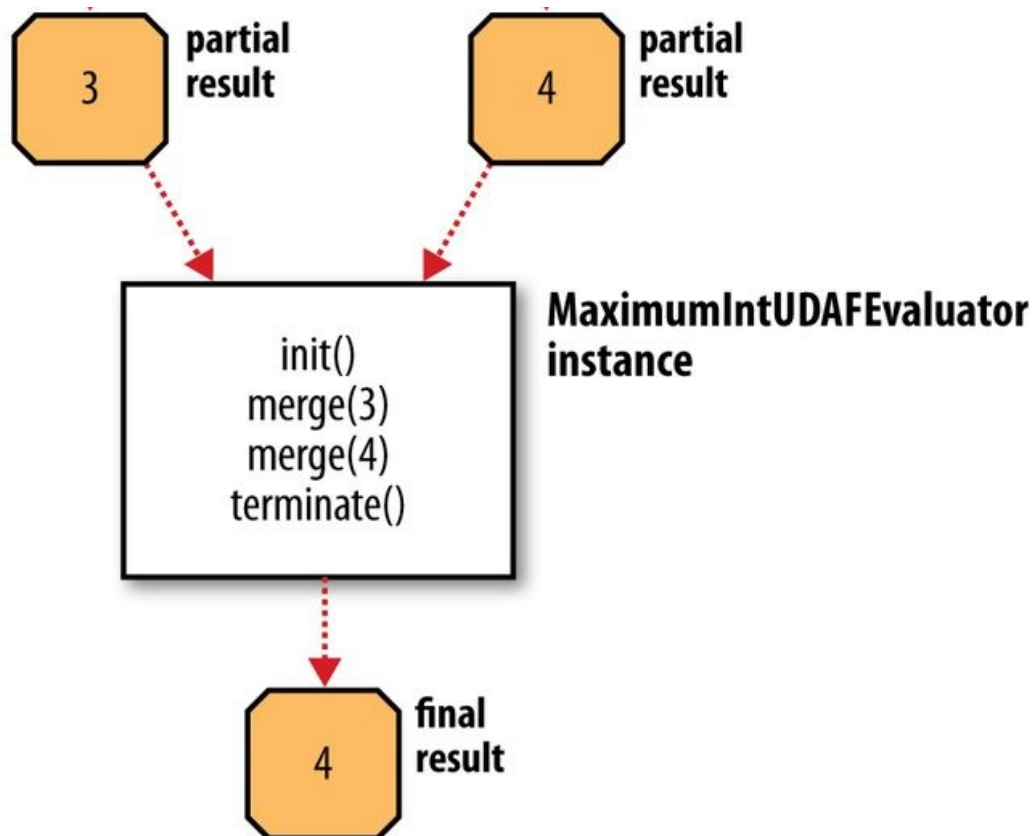 3
partial
result
4
partial
result
MaximumIntUDAFEvaluator
instance
init()
merge(3)
merge(4)
terminate()
4
final
result